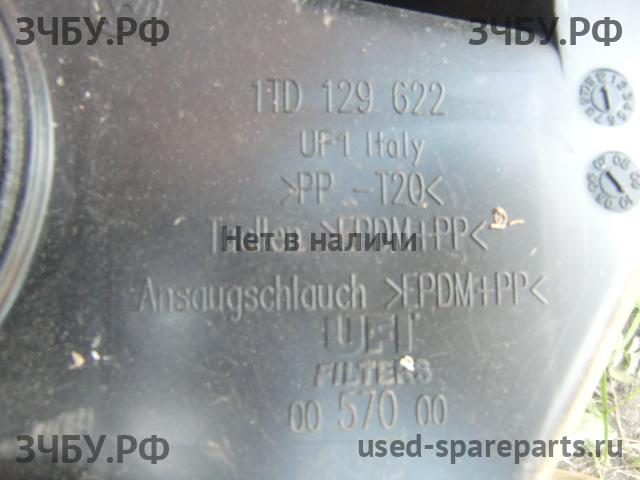 ЗЧБУ.РФ ЗЧБУ.РФ
1TD 129 622
UFI Italy
>PP -T20<
>EPDM+PP<
Нет в наличи
Ansaugschlauch >EPDM+PP<
UFI
FILTERS
00 570 00
ЗЧБУ.РФ used-spareparts.ru